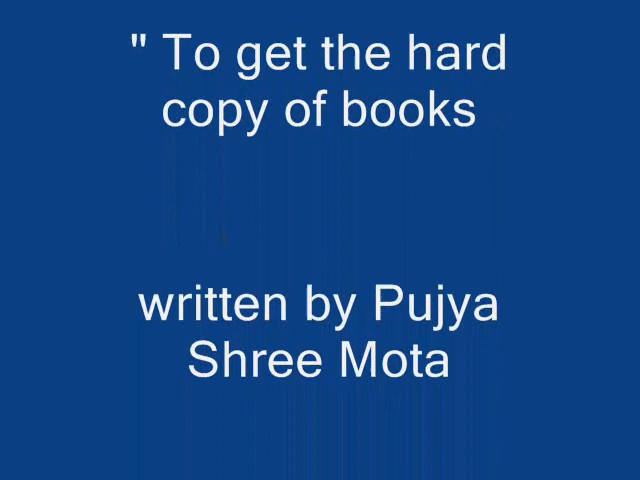 " To get the hard
copy of books
written by Pujya
Shree Mota